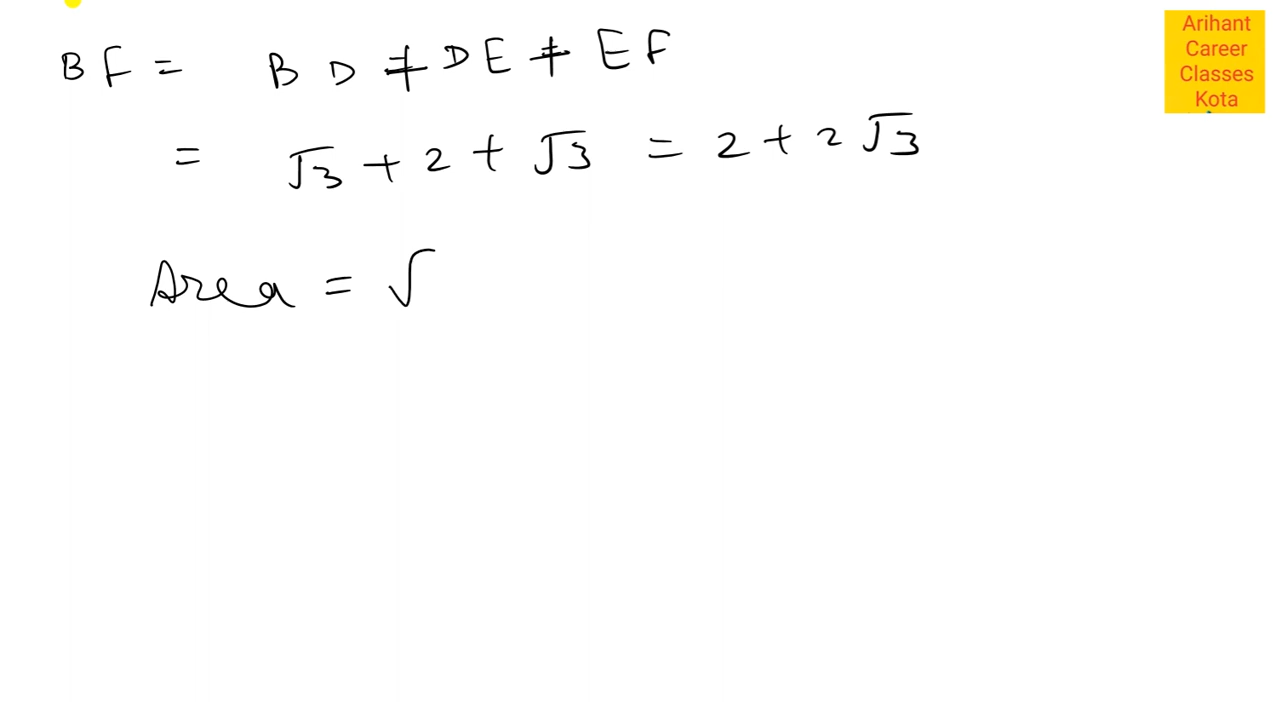 BF = BD + DE + EF
= √3 + 2 + √3 = 2 + 2√3
Area = √
Arihant
Career
Classes
Kota